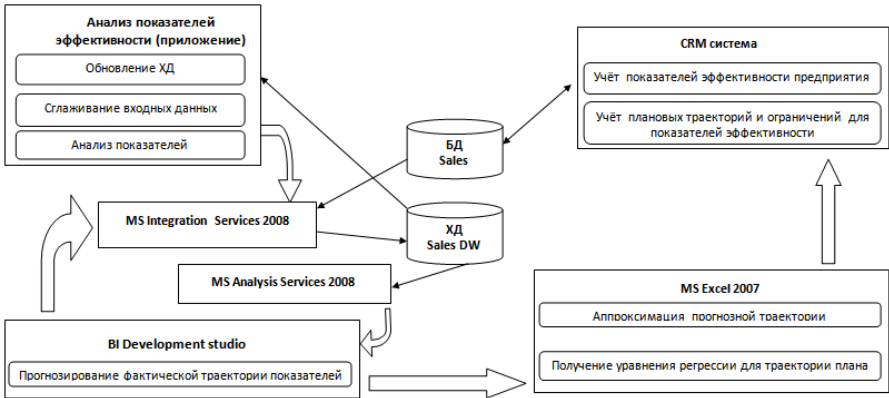 Анализ показателей
эффективности (приложение)
Обновление ХД
Сглаживание входных данных
Анализ показателей
CRM система
Учёт показателей эффективности предприятия
Учёт плановых траекторий и ограничений для
показателей эффективности
БД
Sales
MS Integration Services 2008
ХД
Sales DW
MS Analysis Services 2008
MS Excel 2007
Аппроксимация прогнозной траектории
Получение уравнения регрессии для траектории плана
BI Development studio
Прогнозирование фактической траектории показателей